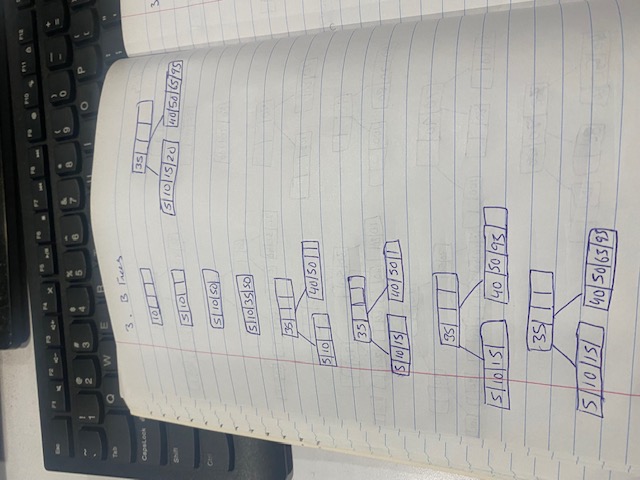 3. B Trees
10
5 10
5 10 50
5 10 35 50
35
5 10 40 50
35
5 10 15 40 50
35
5 10 15 40 50 95
35
5 10 15 40 50 65 95
35
5 10 15 20 40 50 65 95
Esc F1 F2 F3 F4 F5 F6 F7 F8 F9 F10 F11 F12
~ ! @ # $ % ^ & * ( ) _ +
1 2 3 4 5 6 7 8 9 0 - =
Tab Q W E
CapsLock
Shift
Ctrl
3